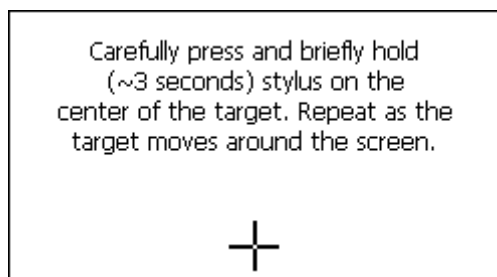 Carefully press and briefly hold
(~3 seconds) stylus on the
center of the target. Repeat as the
target moves around the screen.